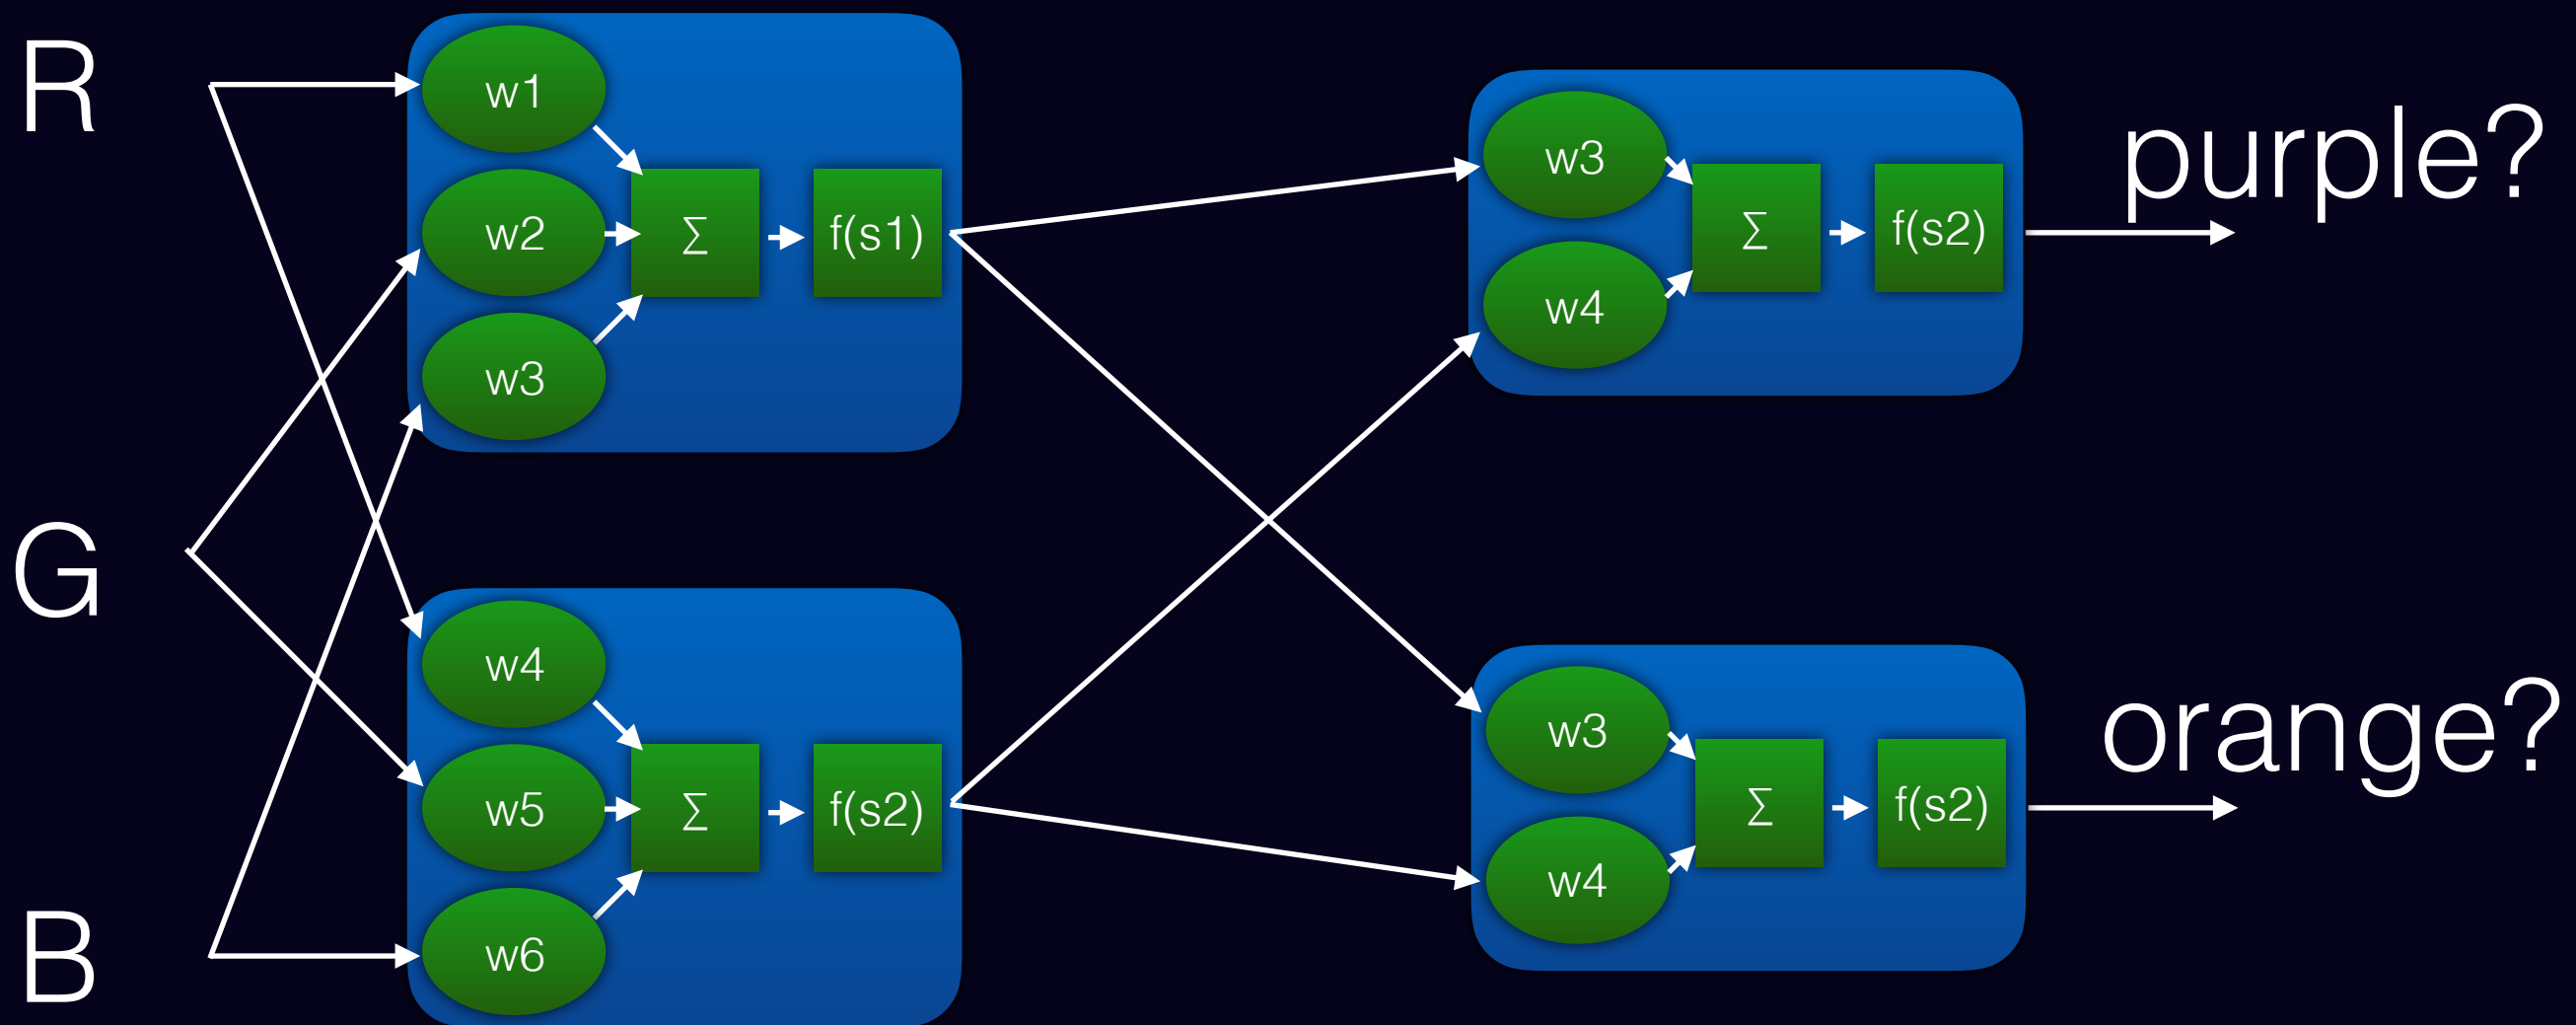 R
G
B
w1
w2
w3
∑
f(s1)
w4
w5
w6
∑
f(s2)
w3
w4
∑
f(s2)
purple?
w3
w4
∑
f(s2)
orange?